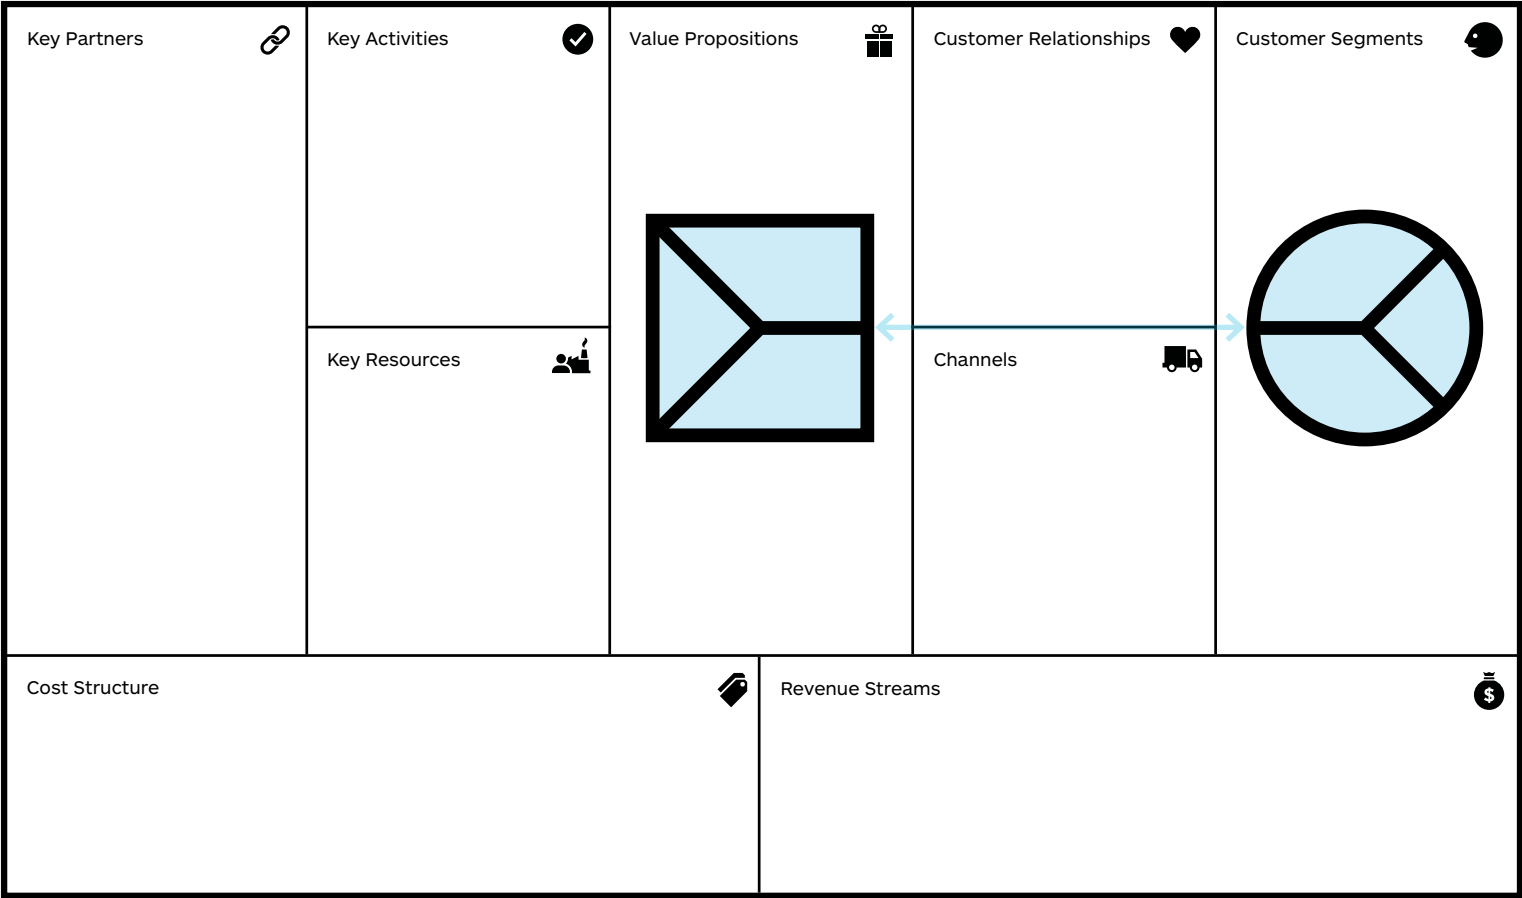 Key Partners
Key Activities
Value Propositions
Customer Relationships
Customer Segments
Key Resources
Channels
Cost Structure
Revenue Streams
$